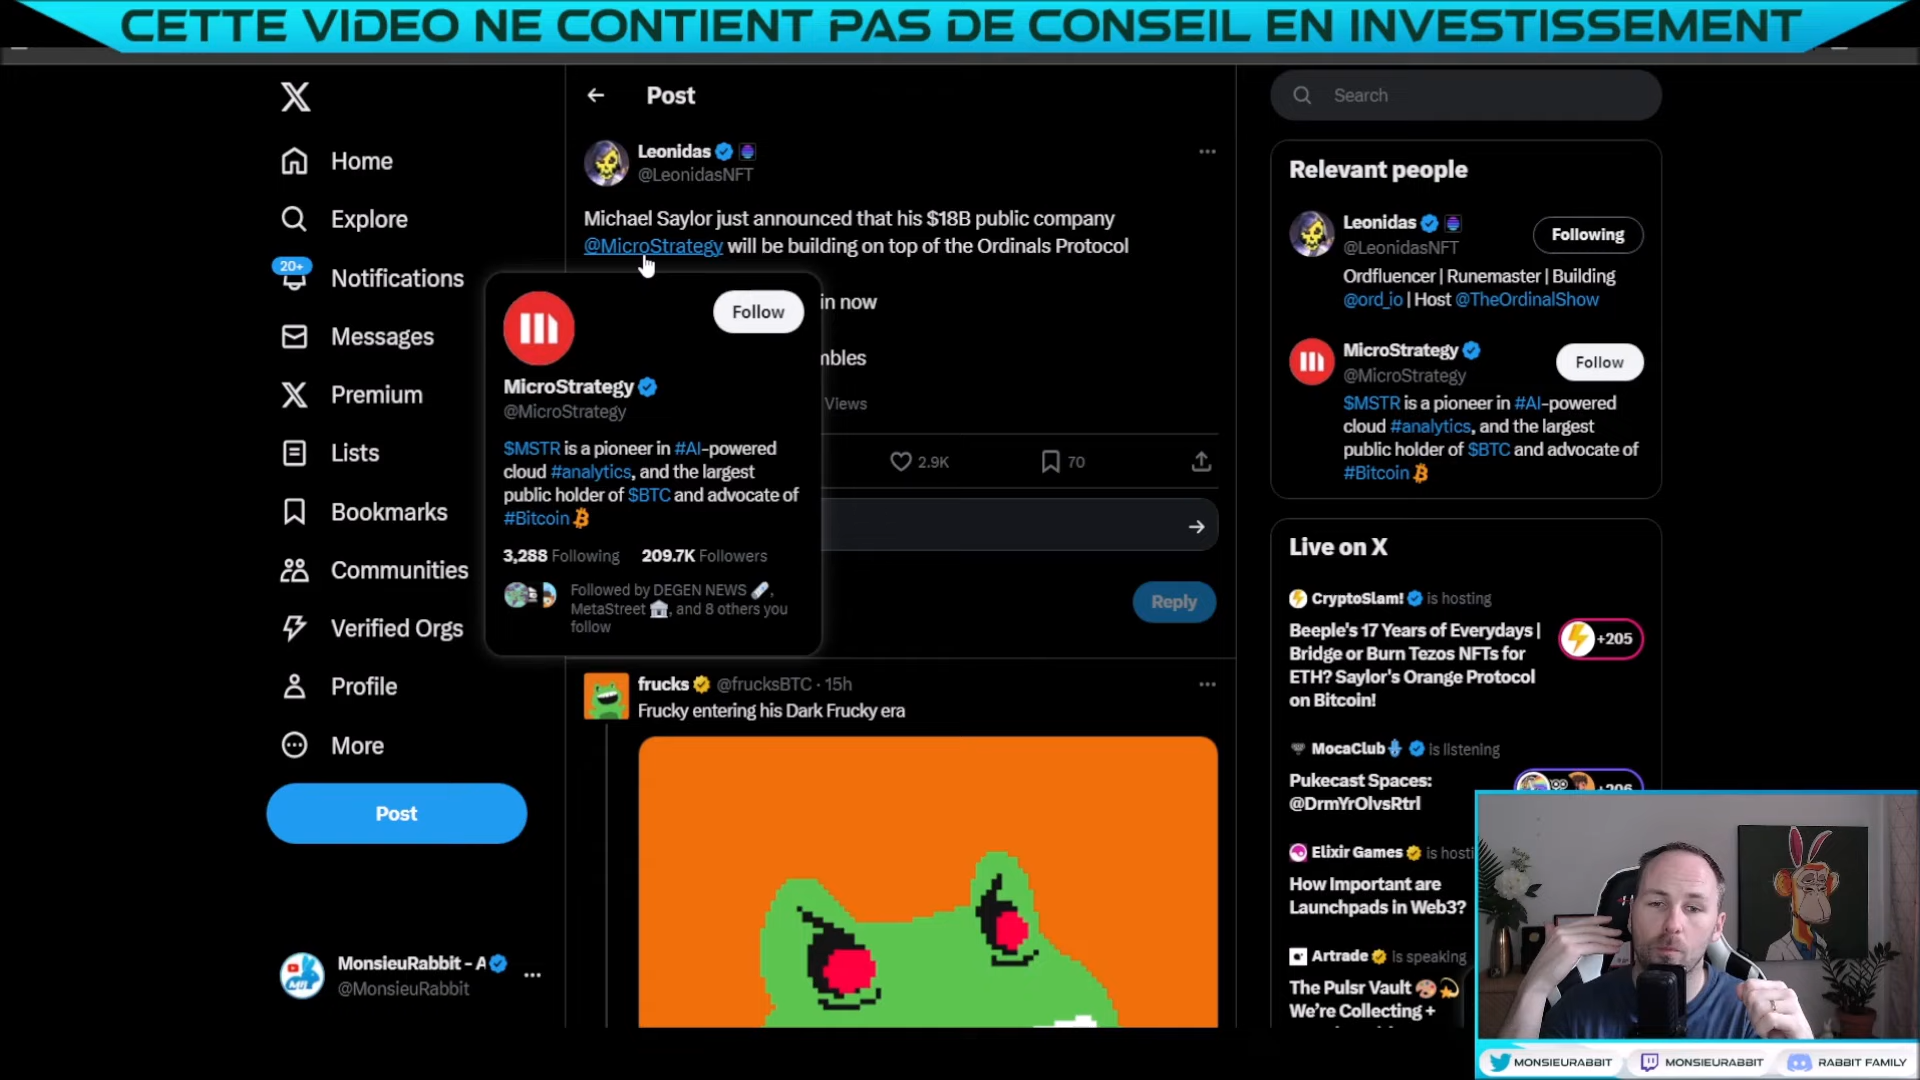 CETTE VIDEO NE CONTIENT PAS DE CONSEIL EN INVESTISSEMENT
Home
Explore
20+
Notifications
Messages
Premium
Lists
Bookmarks
Communities
Verified Orgs
Profile
More
Post
MonsieuRabbit - A
@MonsieuRabbit
Post
Leonidas
@LeonidasNFT
Michael Saylor just announced that his $18B public company
@MicroStrategy will be building on top of the Ordinals Protocol
in now
Views
2.9K
70
Reply
Follow
MicroStrategy
@MicroStrategy
$MSTR is a pioneer in #AI-powered
cloud #analytics, and the largest
public holder of $BTC and advocate of
#Bitcoin
3,288 Following 209.7K Followers
Followed by DEGEN NEWS
MetaStreet, and 8 others you
follow
frucks @frucksBTC · 15h
Frucky entering his Dark Frucky era
Search
Relevant people
Leonidas
@LeonidasNFT
Following
Ordfluencer | Runemaster | Building
@ord_io | Host @TheOrdinalShow
MicroStrategy
@MicroStrategy
Follow
$MSTR is a pioneer in #AI-powered
cloud #analytics, and the largest
public holder of $BTC and advocate of
#Bitcoin
Live on X
CryptoSlam! is hosting
Beeple's 17 Years of Everydays |
Bridge or Burn Tezos NFTs for
ETH? Saylor's Orange Protocol
on Bitcoin!
+205
MocaClub is listening
Pukecast Spaces:
@DrmYrOlvsRtrl
Elixir Games is hosti
How Important are
Launchpads in Web3?
Artrade is speaking
The Pulsr Vault
We're Collecting +
MONSIEURABBIT
MONSIEURABBIT
RABBIT FAMILY